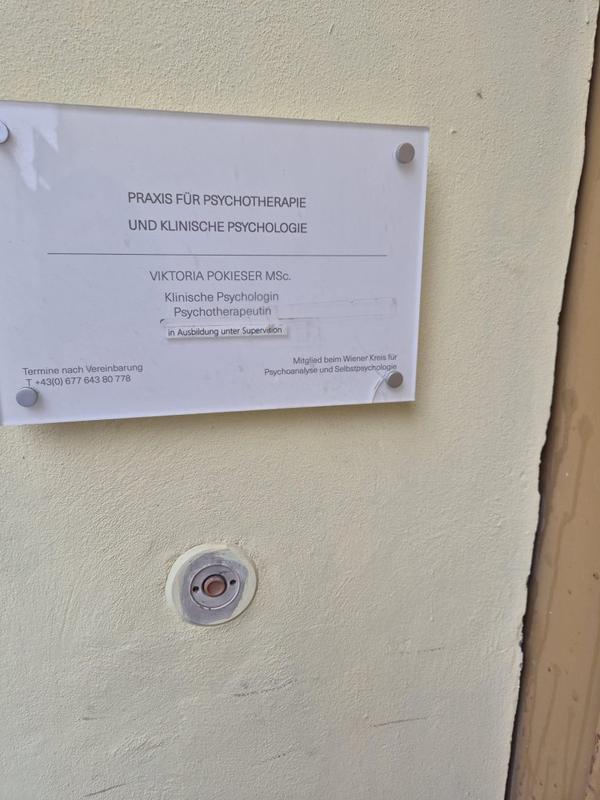 PRAXIS FÜR PSYCHOTHERAPIE
UND KLINISCHE PSYCHOLOGIE
VIKTORIA POKIESER MSc.
Klinische Psychologin
Psychotherapeutin
in Ausbildung unter Supervision
Termine nach Vereinbarung
T +43(0) 677 643 80 778
Mitglied beim Wiener Kreis für
Psychoanalyse und Selbstpsychologie